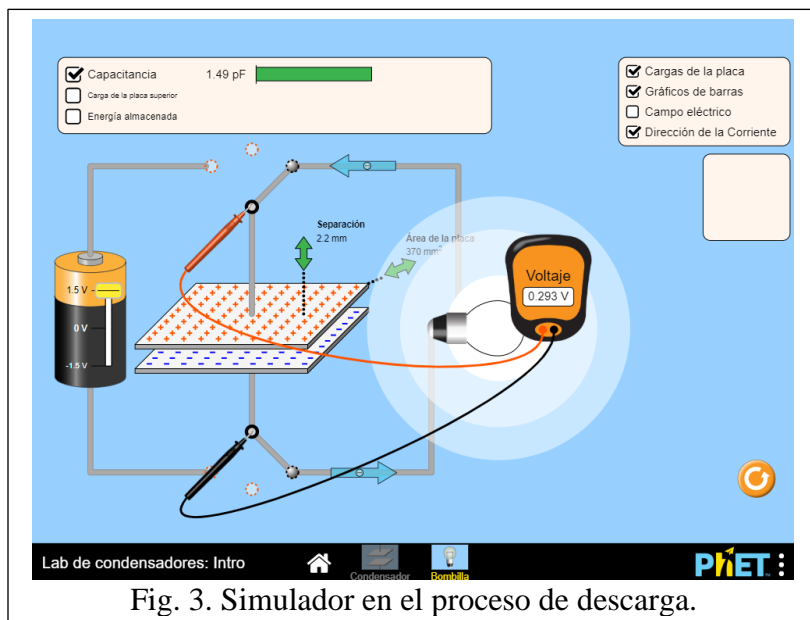 Capacitancia 1.49 pF
Carga de la placa superior
Energía almacenada
Cargas de la placa
Gráficos de barras
Campo eléctrico
Dirección de la Corriente
Separación
2.2 mm
Área de la placa
370 mm²
Voltaje
0.293 V
1.5 V
0 V
-1.5 V
Lab de condensadores: Intro
Condensador
Bombilla
PhET
Fig. 3. Simulador en el proceso de descarga.